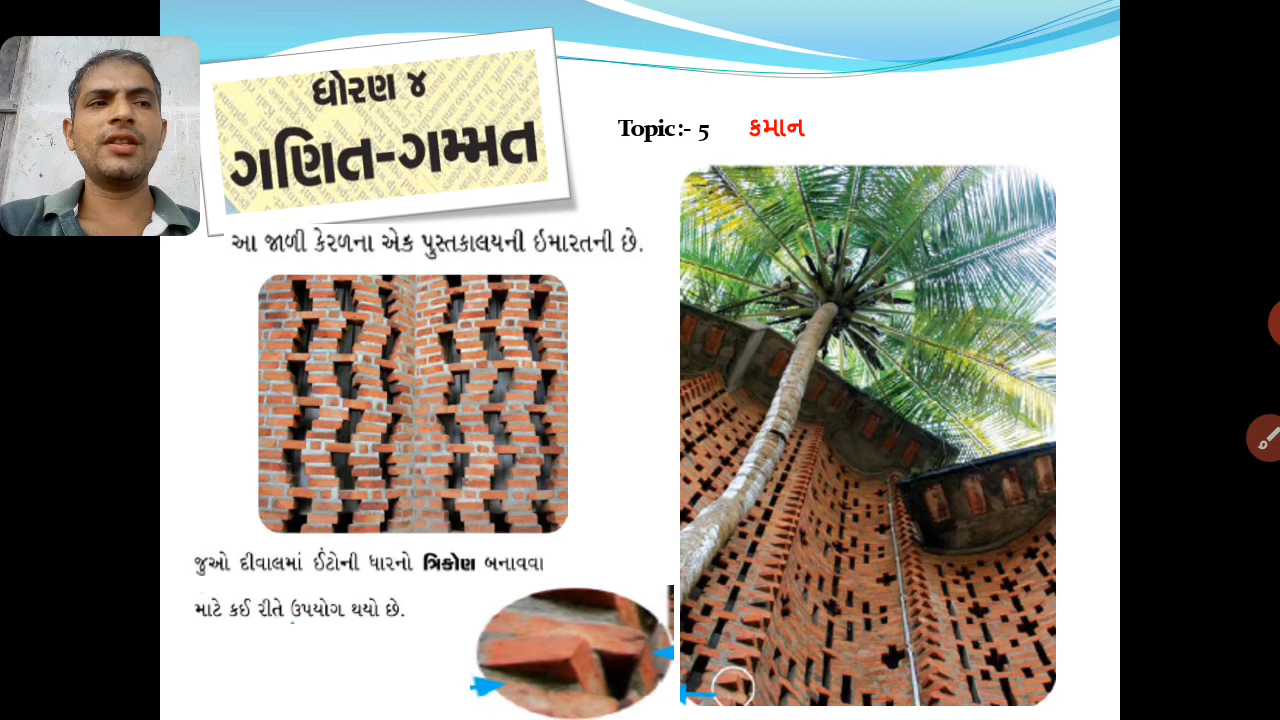 ધોરણ ૪
ગણિત-ગમ્મત
Topic:- 5 કમાન
આ જાળી કેરળના એક પુસ્તકાલયની ઇમારતની છે.
જુઓ દીવાલમાં ઈંટોની ધારનો ત્રિકોણ બનાવવા
માટે કઈ રીતે ઉપયોગ થયો છે.